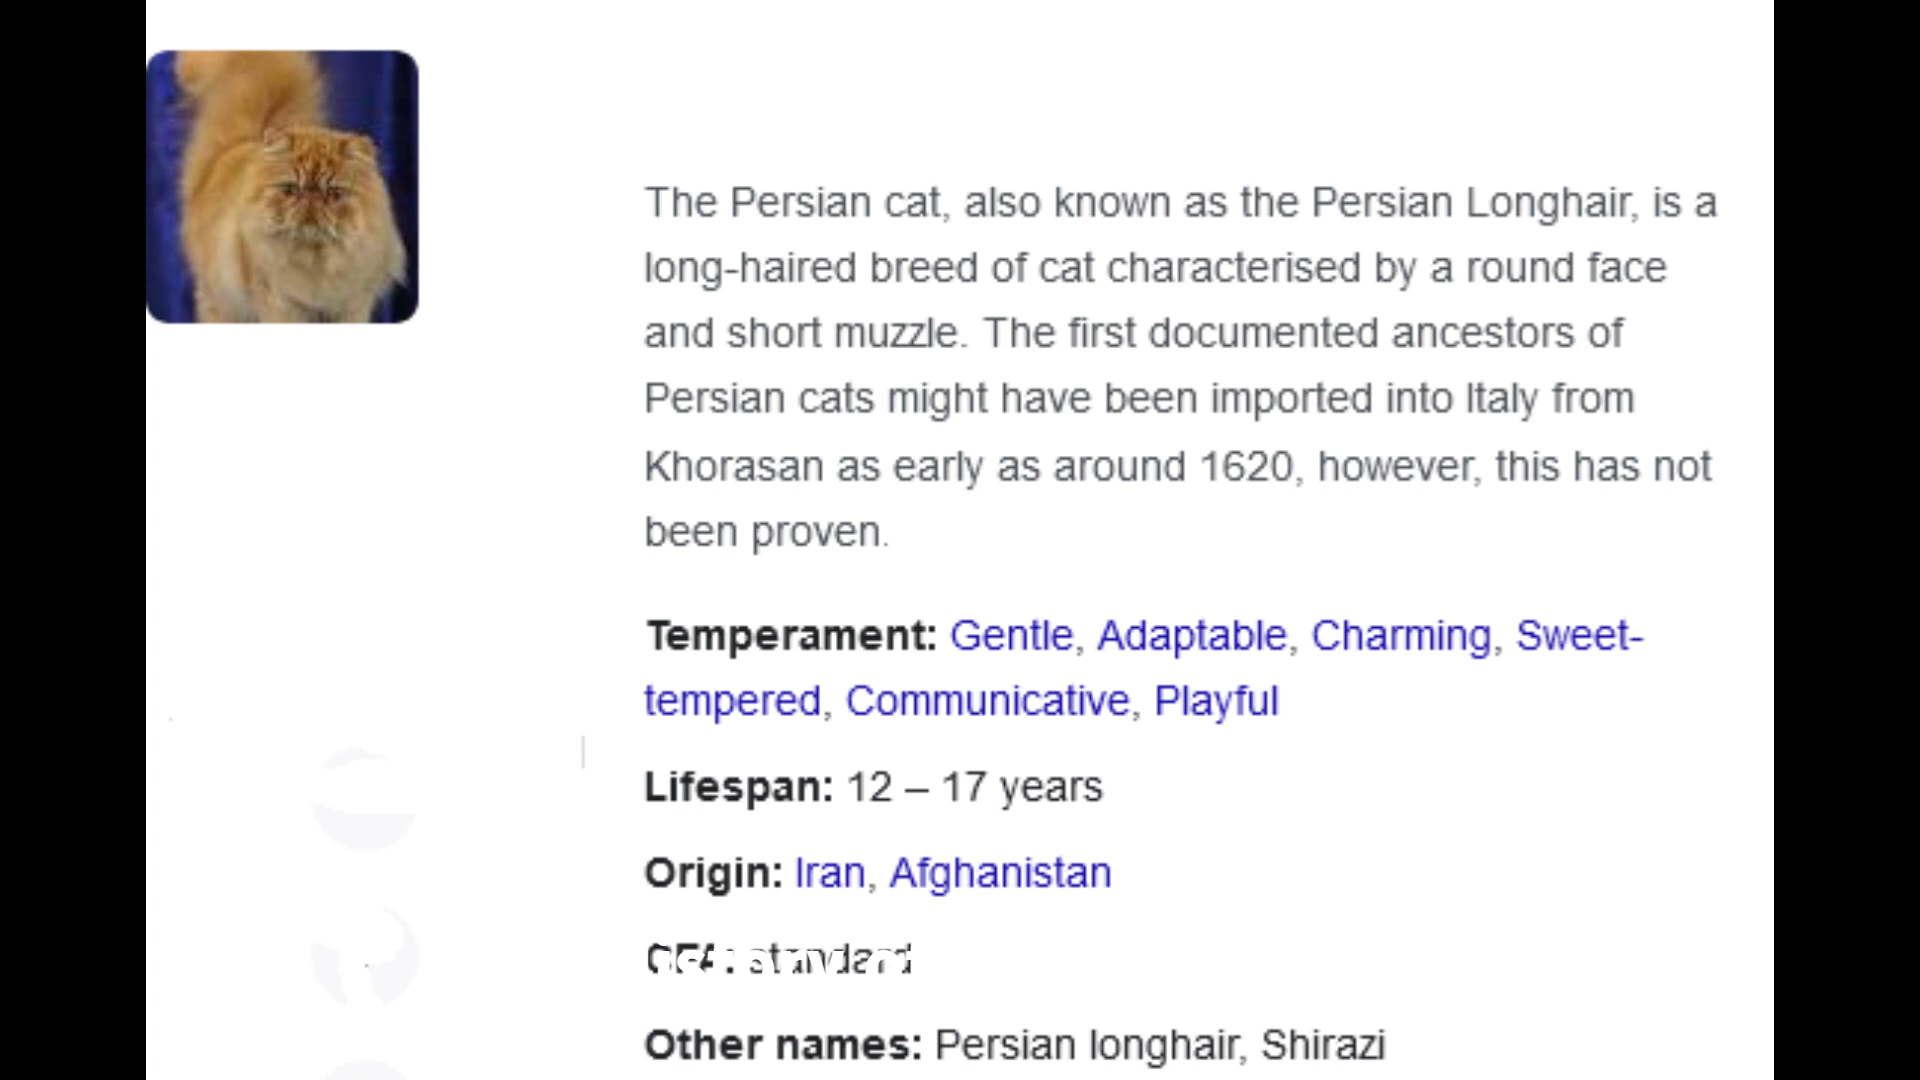 The Persian cat, also known as the Persian Longhair, is a
long-haired breed of cat characterised by a round face
and short muzzle. The first documented ancestors of
Persian cats might have been imported into Italy from
Khorasan as early as around 1620, however, this has not
been proven.
Temperament: Gentle, Adaptable, Charming, Sweet-
tempered, Communicative, Playful
Lifespan: 12 – 17 years
Origin: Iran, Afghanistan
CFA: standard
Other names: Persian longhair, Shirazi